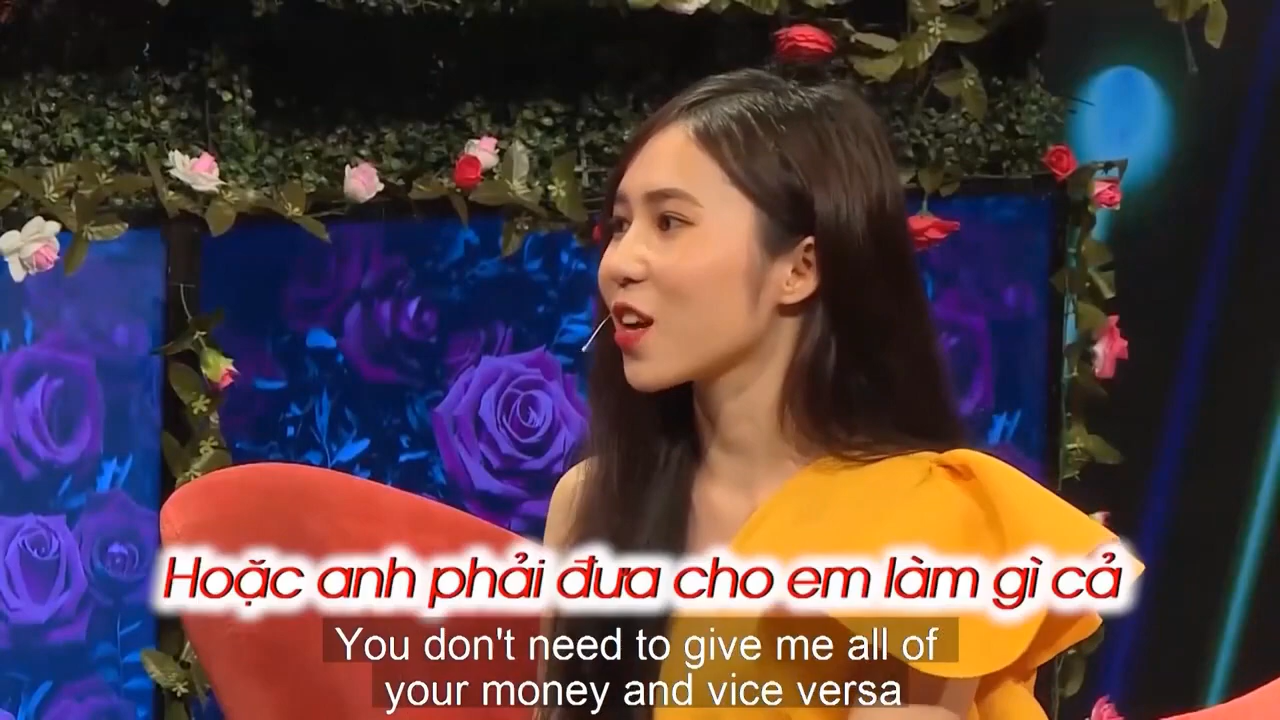 Hoặc anh phải đưa cho em làm gì cả
You don't need to give me all of
your money and vice versa